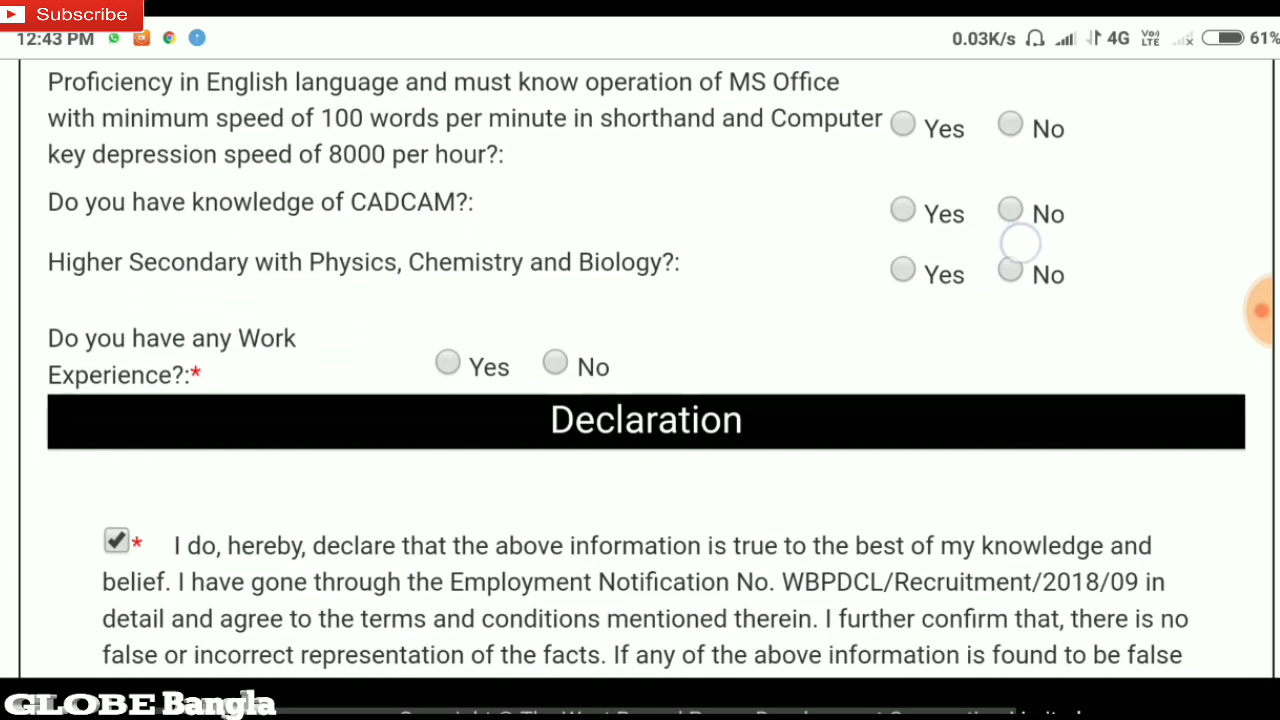 Subscribe
12:43 PM 0.03K/s 4G VoJ) LTE 61%
Proficiency in English language and must know operation of MS Office
with minimum speed of 100 words per minute in shorthand and Computer
key depression speed of 8000 per hour?: Yes No
Do you have knowledge of CADCAM?: Yes No
Higher Secondary with Physics, Chemistry and Biology?: Yes No
Do you have any Work
Experience?:* Yes No
Declaration
* I do, hereby, declare that the above information is true to the best of my knowledge and
belief. I have gone through the Employment Notification No. WBPDCL/Recruitment/2018/09 in
detail and agree to the terms and conditions mentioned therein. I further confirm that, there is no
false or incorrect representation of the facts. If any of the above information is found to be false
GLOBE Bangla